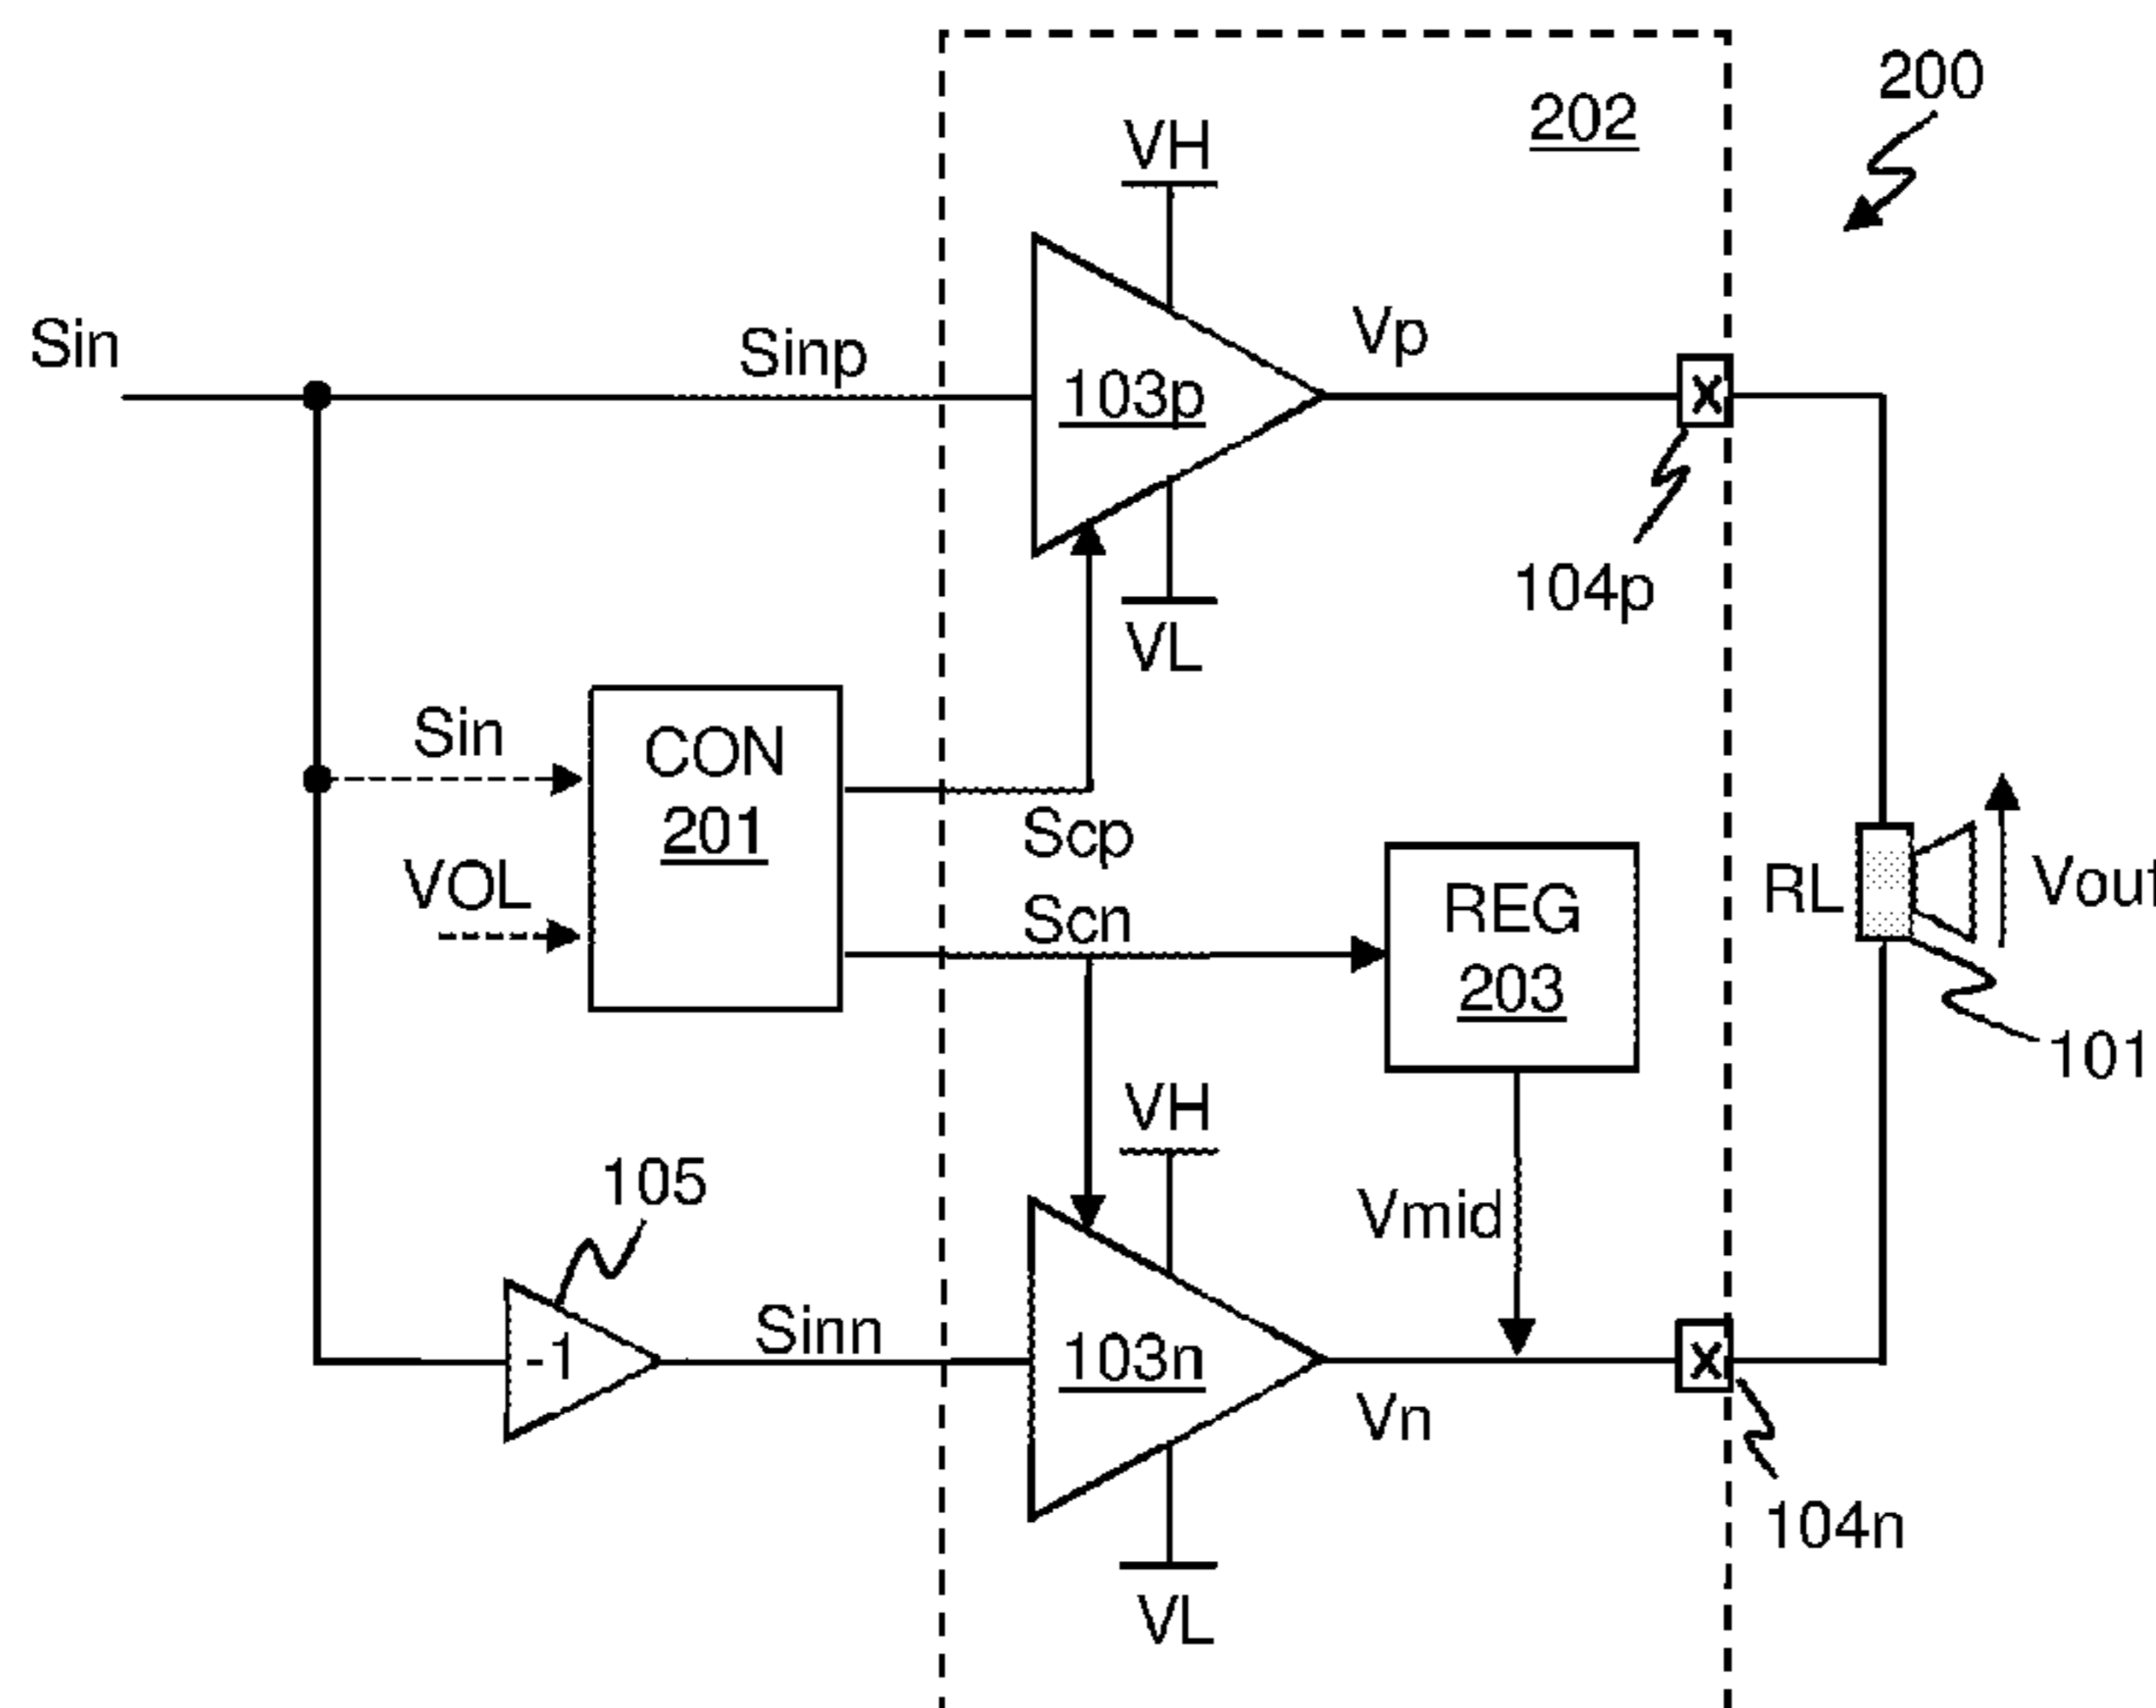 200
202
VH
Sin
Sinp
103p
Vp
104p
VL
Sin
CON
201
VOL
Scp
Scn
REG
203
RL
Vout
101
VH
Vmid
105
-1
Sinn
103n
Vn
104n
VL